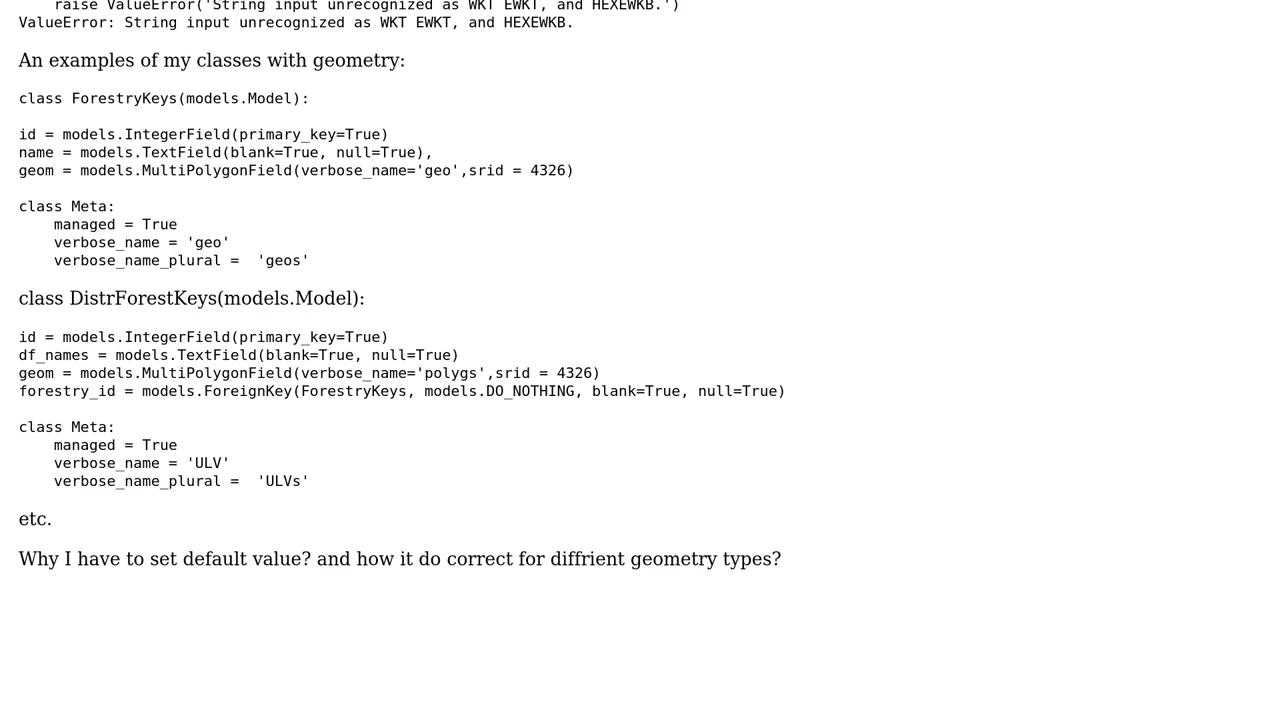 raise ValueError('String input unrecognized as WKT EWKT, and HEXEWKB.')
ValueError: String input unrecognized as WKT EWKT, and HEXEWKB.
An examples of my classes with geometry:
class ForestryKeys(models.Model):
id = models.IntegerField(primary_key=True)
name = models.TextField(blank=True, null=True),
geom = models.MultiPolygonField(verbose_name='geo',srid = 4326)
class Meta:
    managed = True
    verbose_name = 'geo'
    verbose_name_plural =  'geos'
class DistrForestKeys(models.Model):
id = models.IntegerField(primary_key=True)
df_names = models.TextField(blank=True, null=True)
geom = models.MultiPolygonField(verbose_name='polygs',srid = 4326)
forestry_id = models.ForeignKey(ForestryKeys, models.DO_NOTHING, blank=True, null=True)
class Meta:
    managed = True
    verbose_name = 'ULV'
    verbose_name_plural =  'ULVs'
etc.
Why I have to set default value? and how it do correct for diffrient geometry types?